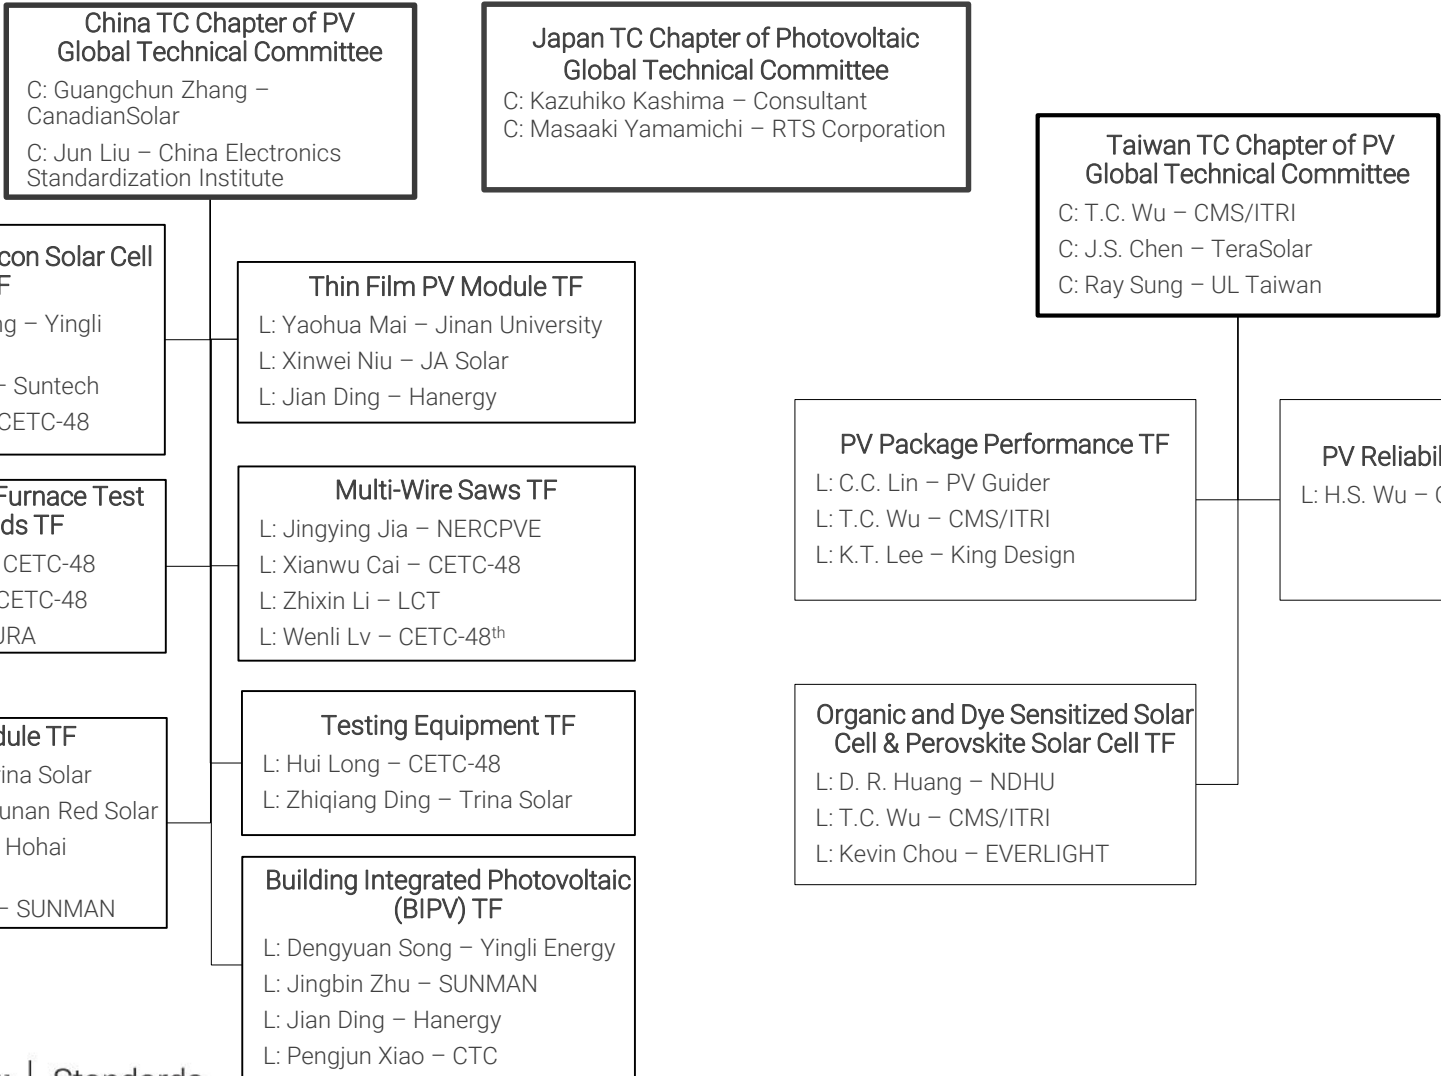 China TC Chapter of PV
Global Technical Committee
C: Guangchun Zhang –
CanadianSolar
C: Jun Liu – China Electronics
Standardization Institute
Japan TC Chapter of Photovoltaic
Global Technical Committee
C: Kazuhiko Kashima – Consultant
C: Masaaki Yamamichi – RTS Corporation
Taiwan TC Chapter of PV
Global Technical Committee
C: T.C. Wu – CMS/ITRI
C: J.S. Chen – TeraSolar
C: Ray Sung – UL Taiwan
Solar Cell
– Yingli
– Suntech
CETC-48
Thin Film PV Module TF
L: Yaohua Mai – Jinan University
L: Xinwei Niu – JA Solar
L: Jian Ding – Hanergy
Furnace Test
TF
CETC-48
CETC-48
Multi-Wire Saws TF
L: Jingying Jia – NERCPVE
L: Xianwu Cai – CETC-48
L: Zhixin Li – LCT
L: Wenli Lv – CETC-48th
TF
Solar
Red Solar
Hohai
– SUNMAN
Testing Equipment TF
L: Hui Long – CETC-48
L: Zhiqiang Ding – Trina Solar
Building Integrated Photovoltaic
(BIPV) TF
L: Dengyuan Song – Yingli Energy
L: Jingbin Zhu – SUNMAN
L: Jian Ding – Hanergy
L: Pengjun Xiao – CTC
PV Package Performance TF
L: C.C. Lin – PV Guider
L: T.C. Wu – CMS/ITRI
L: K.T. Lee – King Design
PV
L: H.S. Wu –
Organic and Dye Sensitized Solar
Cell & Perovskite Solar Cell TF
L: D. R. Huang – NDHU
L: T.C. Wu – CMS/ITRI
L: Kevin Chou – EVERLIGHT